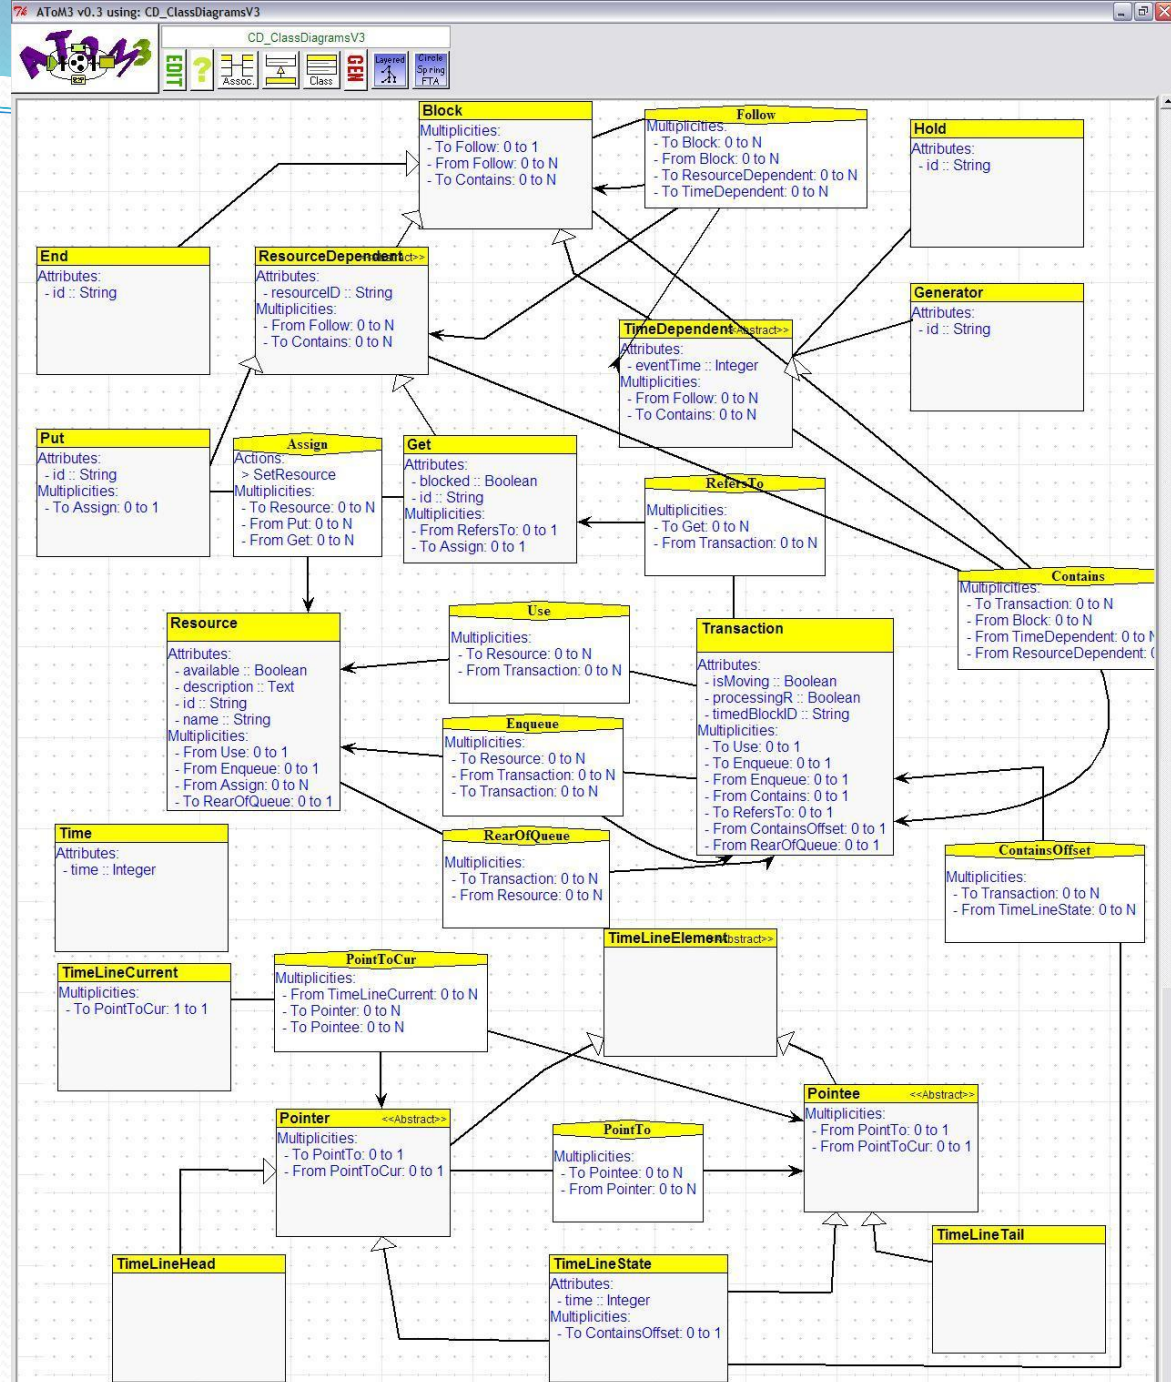 AToM3 v0.3 using: CD_ClassDiagramsV3
AToM3
CD_ClassDiagramsV3
EDIT
?
Assoc.
Class
GEN
Layered
Circle
Spring
FTA
Block
Multiplicities:
- To Follow: 0 to 1
- From Follow: 0 to N
- To Contains: 0 to N
Follow
Multiplicities:
- To Block: 0 to N
- From Block: 0 to N
- To ResourceDependent: 0 to N
- To TimeDependent: 0 to N
Hold
Attributes:
- id :: String
End
Attributes:
- id :: String
ResourceDependent
Attributes:
- resourceID :: String
Multiplicities:
- From Follow: 0 to N
- To Contains: 0 to N
Generator
Attributes:
- id :: String
TimeDependent <<Abstract>>
Attributes:
- eventTime :: Integer
Multiplicities:
- From Follow: 0 to N
- To Contains: 0 to N
Put
Attributes:
- id :: String
Multiplicities:
- To Assign: 0 to 1
Assign
Actions:
> SetResource
Multiplicities:
- To Resource: 0 to N
- From Put: 0 to N
- From Get: 0 to N
Get
Attributes:
- blocked :: Boolean
- id :: String
Multiplicities:
- From RefersTo: 0 to 1
- To Assign: 0 to 1
RefersTo
Multiplicities:
- To Get: 0 to N
- From Transaction: 0 to N
Contains
Multiplicities:
- To Transaction: 0 to N
- From Block: 0 to N
- From TimeDependent: 0 to N
- From ResourceDependent:
Resource
Attributes:
- available :: Boolean
- description :: Text
- id :: String
- name :: String
Multiplicities:
- From Use: 0 to 1
- From Enqueue: 0 to 1
- From Assign: 0 to N
- To RearOfQueue: 0 to 1
Use
Multiplicities:
- To Resource: 0 to N
- From Transaction: 0 to N
Transaction
Attributes:
- isMoving :: Boolean
- processingR :: Boolean
- timedBlockID :: String
Multiplicities:
- To Use: 0 to 1
- To Enqueue: 0 to 1
- From Enqueue: 0 to 1
- From Contains: 0 to 1
- To RefersTo: 0 to 1
- From ContainsOffset: 0 to 1
- From RearOfQueue: 0 to 1
Enqueue
Multiplicities:
- To Resource: 0 to N
- From Transaction: 0 to N
- To Transaction: 0 to N
RearOfQueue
Multiplicities:
- To Transaction: 0 to N
- From Resource: 0 to N
Time
Attributes:
- time :: Integer
ContainsOffset
Multiplicities:
- To Transaction: 0 to N
- From TimeLineState: 0 to N
TimeLineElement
TimeLineCurrent
Multiplicities:
- To PointToCur: 1 to 1
PointToCur
Multiplicities:
- From TimeLineCurrent: 0 to N
- To Pointer: 0 to N
- To Pointee: 0 to N
Pointer <<Abstract>>
Multiplicities:
- To PointTo: 0 to 1
- From PointToCur: 0 to 1
PointTo
Multiplicities:
- To Pointee: 0 to N
- From Pointer: 0 to N
Pointee <<Abstract>>
Multiplicities:
- From PointTo: 0 to 1
- From PointToCur: 0 to 1
TimeLineHead
TimeLineState
Attributes:
- time :: Integer
Multiplicities:
- To ContainsOffset: 0 to 1
TimeLineTail